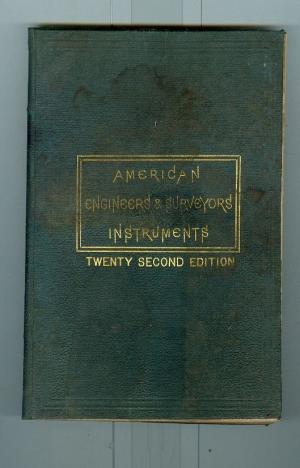 AMERICAN
ENGINEERS & SURVEYORS
INSTRUMENTS
TWENTY SECOND EDITION